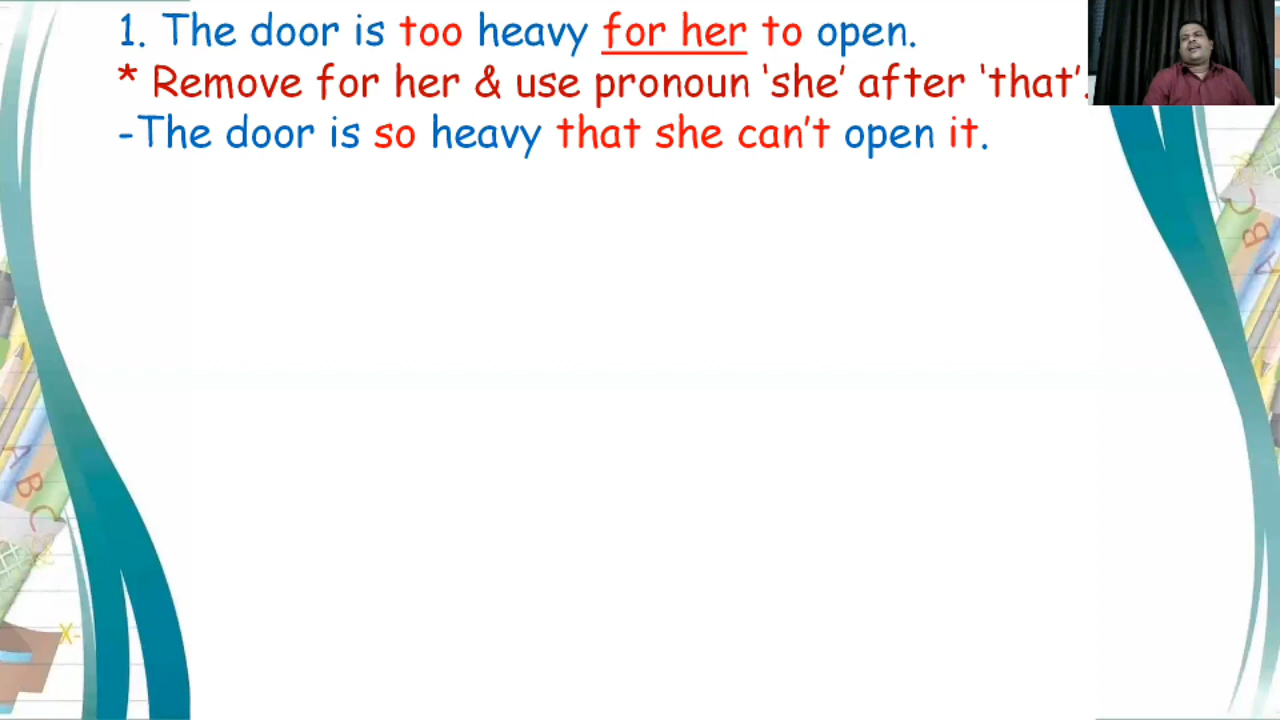 1. The door is too heavy for her to open.
* Remove for her & use pronoun ‘she’ after ‘that’.
-The door is so heavy that she can’t open it.
A
B
C
X-
C
B
A